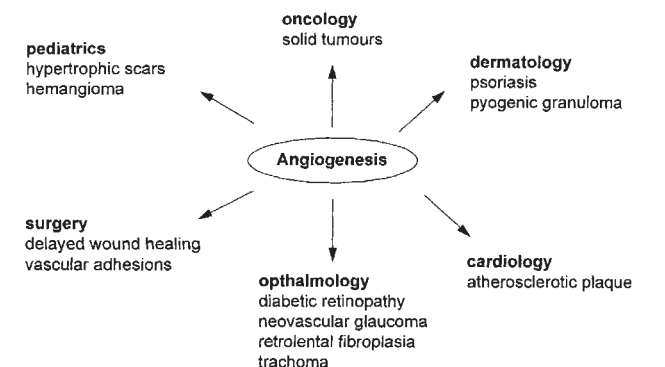 oncology
solid tumours
pediatrics
hypertrophic scars
hemangioma
dermatology
psoriasis
pyogenic granuloma
Angiogenesis
surgery
delayed wound healing
vascular adhesions
opthalmology
diabetic retinopathy
neovascular glaucoma
retrolental fibroplasia
trachoma
cardiology
atherosclerotic plaque